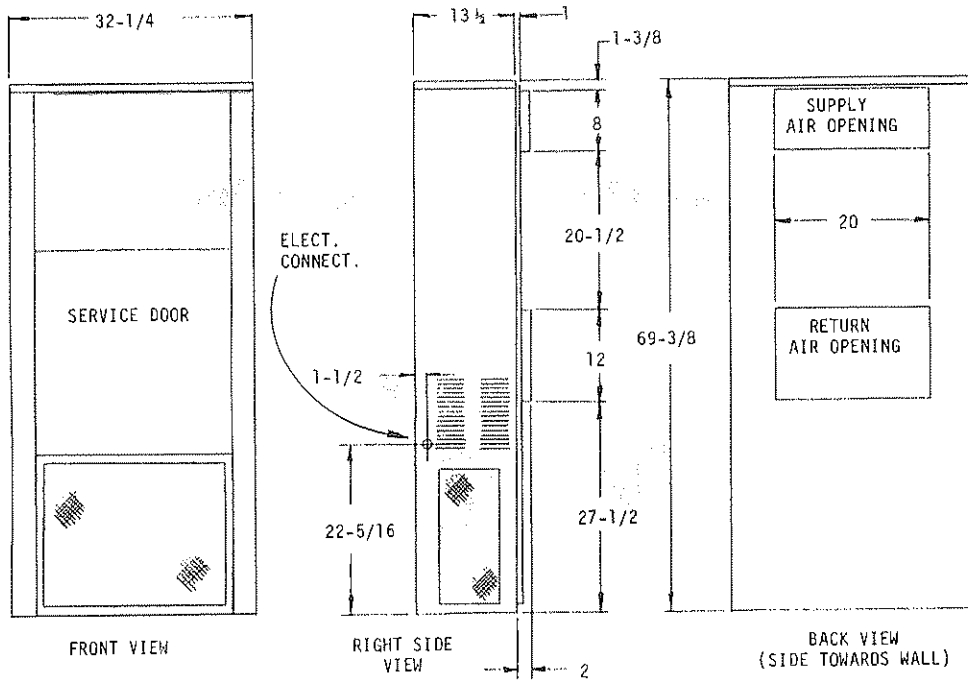 32-1/4
13 ½
1
1-3/8
8
20-1/2
12
27-1/2
ELECT.
CONNECT.
1-1/2
22-5/16
2
SERVICE DOOR
FRONT VIEW
RIGHT SIDE
VIEW
SUPPLY
AIR OPENING
20
RETURN
AIR OPENING
69-3/8
BACK VIEW
(SIDE TOWARDS WALL)